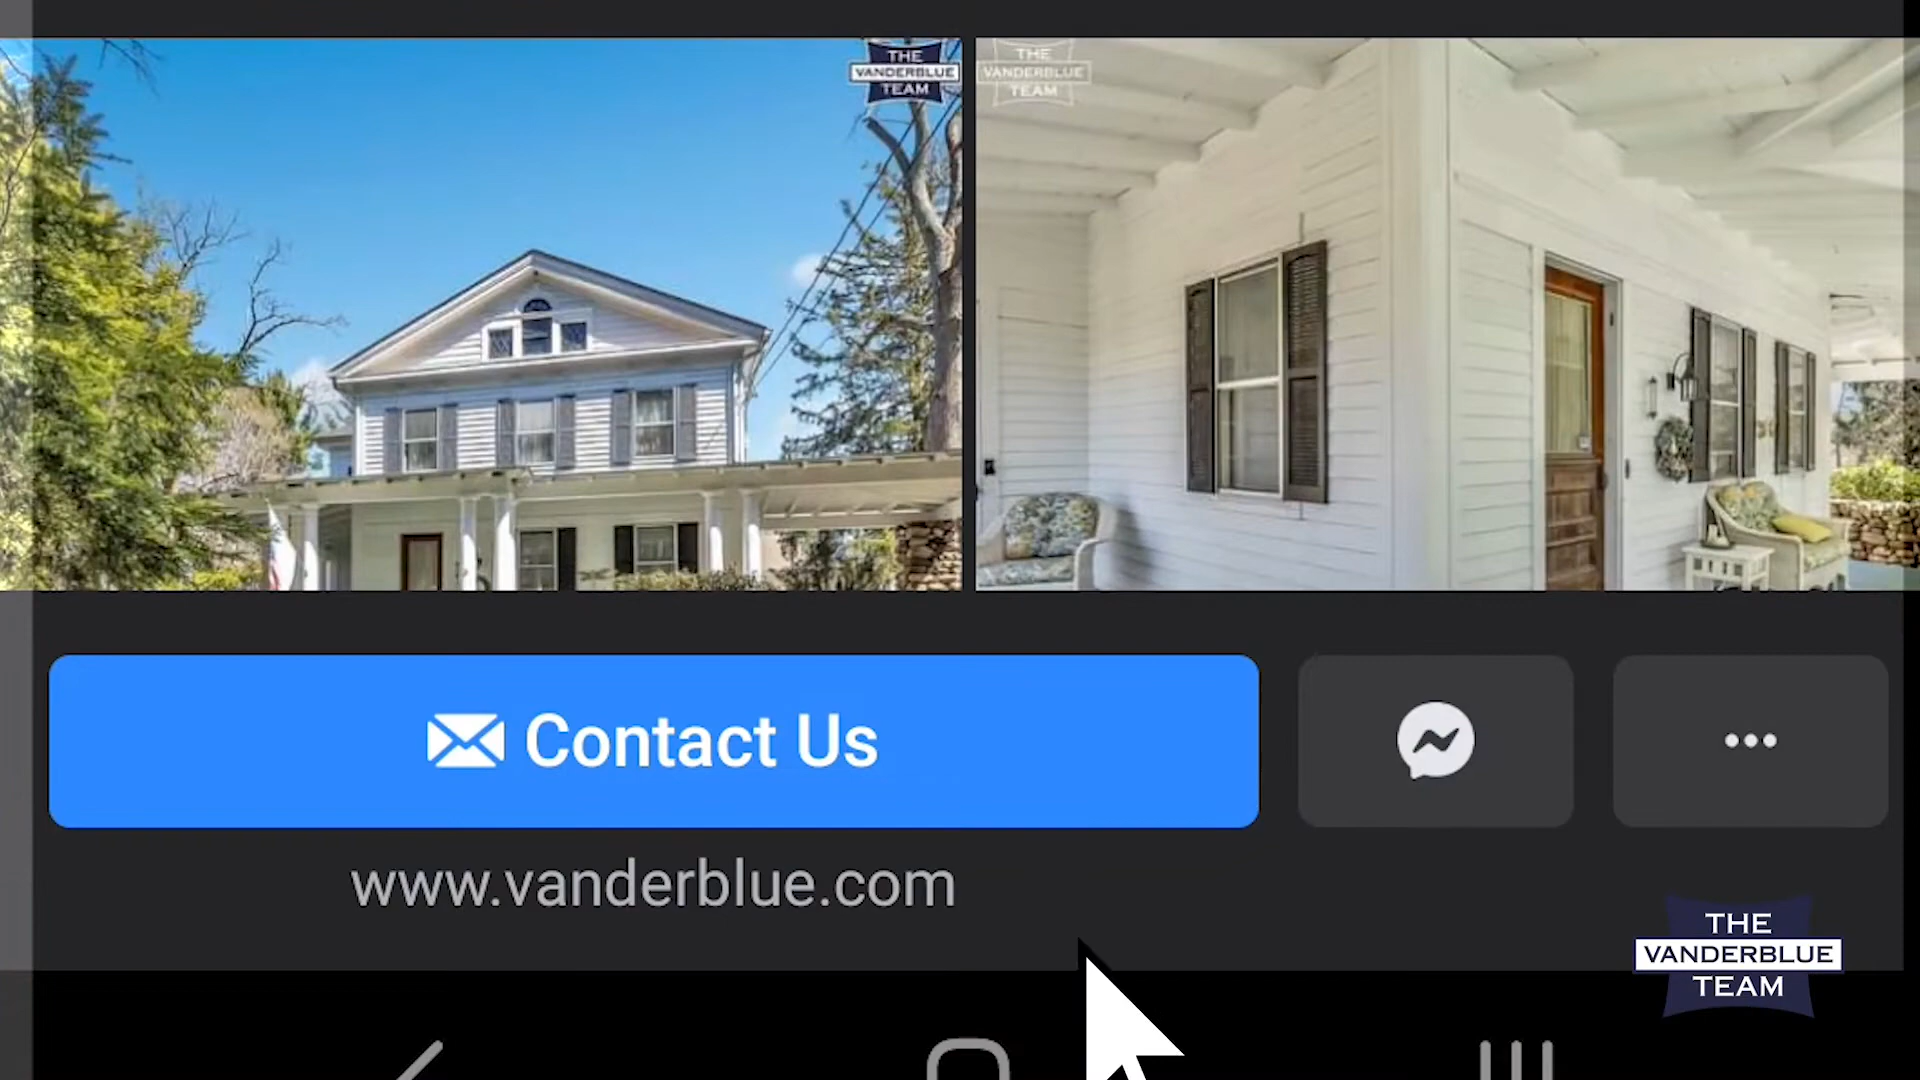 THE
VANDERBLUE
TEAM
THE
VANDERBLUE
TEAM
Contact Us
www.vanderblue.com
THE
VANDERBLUE
TEAM